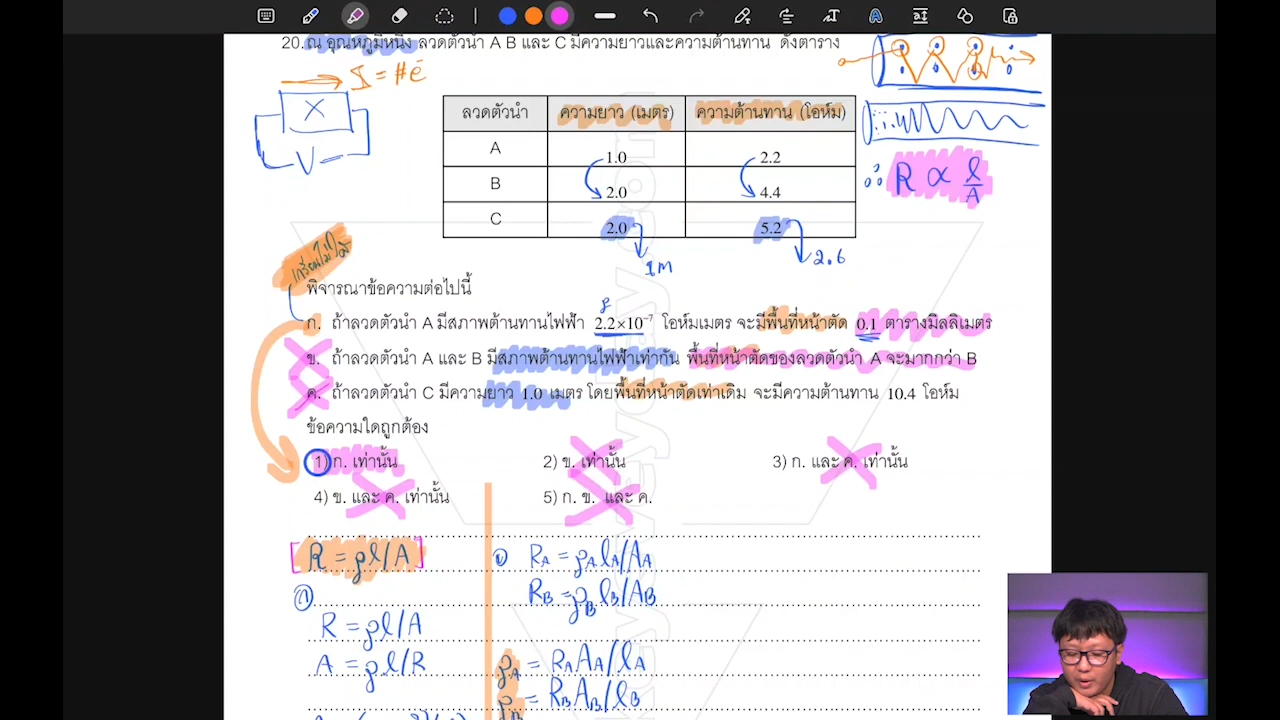 20. ณ อุณหภูมิหนึ่ง ลวดตัวนำ A B และ C มีความยาวและความต้านทาน ดังตาราง
I = #e⁻
X
V
ลวดตัวนำ ความยาว (เมตร) ความต้านทาน (โอห์ม)
A 1.0 2.2
B 2.0 4.4
C 2.0 5.2
1m 2.6
∴ R ∝ l/A
พิจารณาข้อความต่อไปนี้
ρ
ก. ถ้าลวดตัวนำ A มีสภาพต้านทานไฟฟ้า 2.2×10⁻⁷ โอห์มเมตร จะมีพื้นที่หน้าตัด 0.1 ตารางมิลลิเมตร
ข. ถ้าลวดตัวนำ A และ B มีสภาพต้านทานไฟฟ้าเท่ากัน พื้นที่หน้าตัดของลวดตัวนำ A จะมากกว่า B
ค. ถ้าลวดตัวนำ C มีความยาว 1.0 เมตร โดยพื้นที่หน้าตัดเท่าเดิม จะมีความต้านทาน 10.4 โอห์ม
ข้อความใดถูกต้อง
1) ก. เท่านั้น 2) ข. เท่านั้น 3) ก. และ ค. เท่านั้น
4) ข. และ ค. เท่านั้น 5) ก. ข. และ ค.
[R = ρl/A]
ก
R = ρl/A
A = ρl/R
ข R_A = ρ_A l_A/A_A
R_B = ρ_B l_B/A_B
ρ_A = R_A A_A/l_A
ρ_B = R_B A_B/l_B